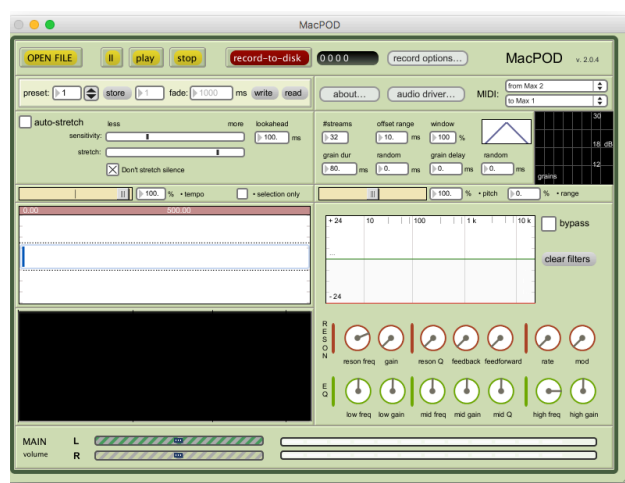 MacPOD
OPEN FILE II play stop record-to-disk 0000 record options... MacPOD v. 2.0.4
preset: 1 store 1 fade: 1000 ms write read
about... audio driver... MIDI: from Max 2
to Max 1
auto-stretch less more lookahead
sensitivity: 100. ms
stretch:
Don't stretch silence
#streams offset range window
32 10. ms 100 %
grain dur random grain delay random
80. ms 0. ms 0. ms 0. ms
30
18 dB
12
grains
100. % • tempo • selection only
100. % • pitch 0. % • range
0.00 500.00
+ 24 10 100 1 k 10 k bypass
...
clear filters
- 24
RESON
reson freq gain reson Q feedback feedforward rate mod
EQ
low freq low gain mid freq mid gain mid Q high freq high gain
MAIN L
volume R